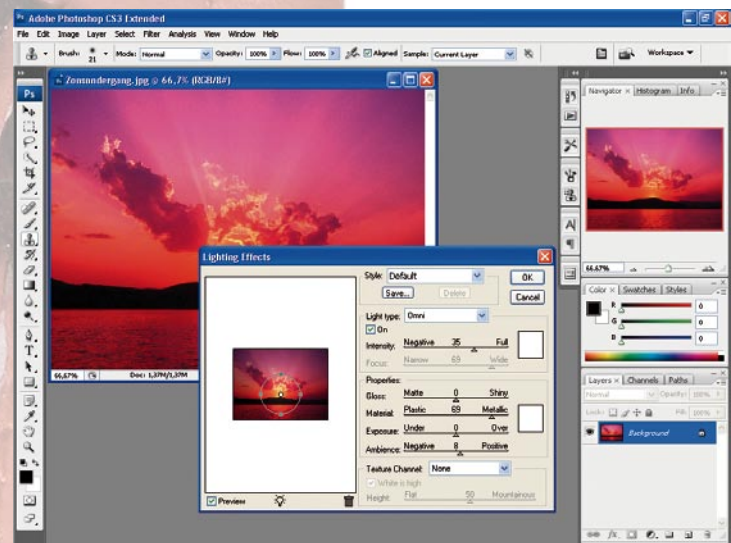 Ps Adobe Photoshop CS3 Extended
File Edit Image Layer Select Filter Analysis View Window Help
Brush: 21 Mode: Normal Opacity: 100% Flow: 100% Aligned Sample: Current Layer Workspace
Zonsondergang.jpg @ 66,7% (RGB/8#)
Ps
66,67% Doc: 1,37M/1,37M
Lighting Effects
Style: Default
OK
Save... Delete
Cancel
Light type: Omni
On
Intensity: Negative 35 Full
Focus: Narrow 69 Wide
Properties:
Gloss: Matte 0 Shiny
Material: Plastic 69 Metallic
Exposure: Under 0 Over
Ambience: Negative 8 Positive
Texture Channel: None
White is high
Height: Flat 50 Mountainous
Preview
Navigator × Histogram Info
66.67%
Color × Swatches Styles
R 0
G 0
B 0
Layers × Channels Paths
Normal Opacity: 100%
Lock: Fill: 100%
Background